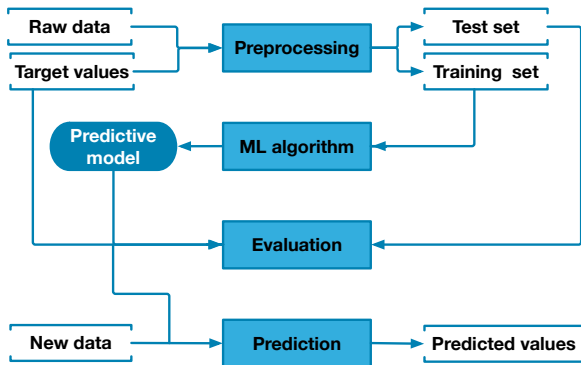 Raw data
Preprocessing
Test set
Target values
Training set
Predictive
model
ML algorithm
Evaluation
New data
Prediction
Predicted values